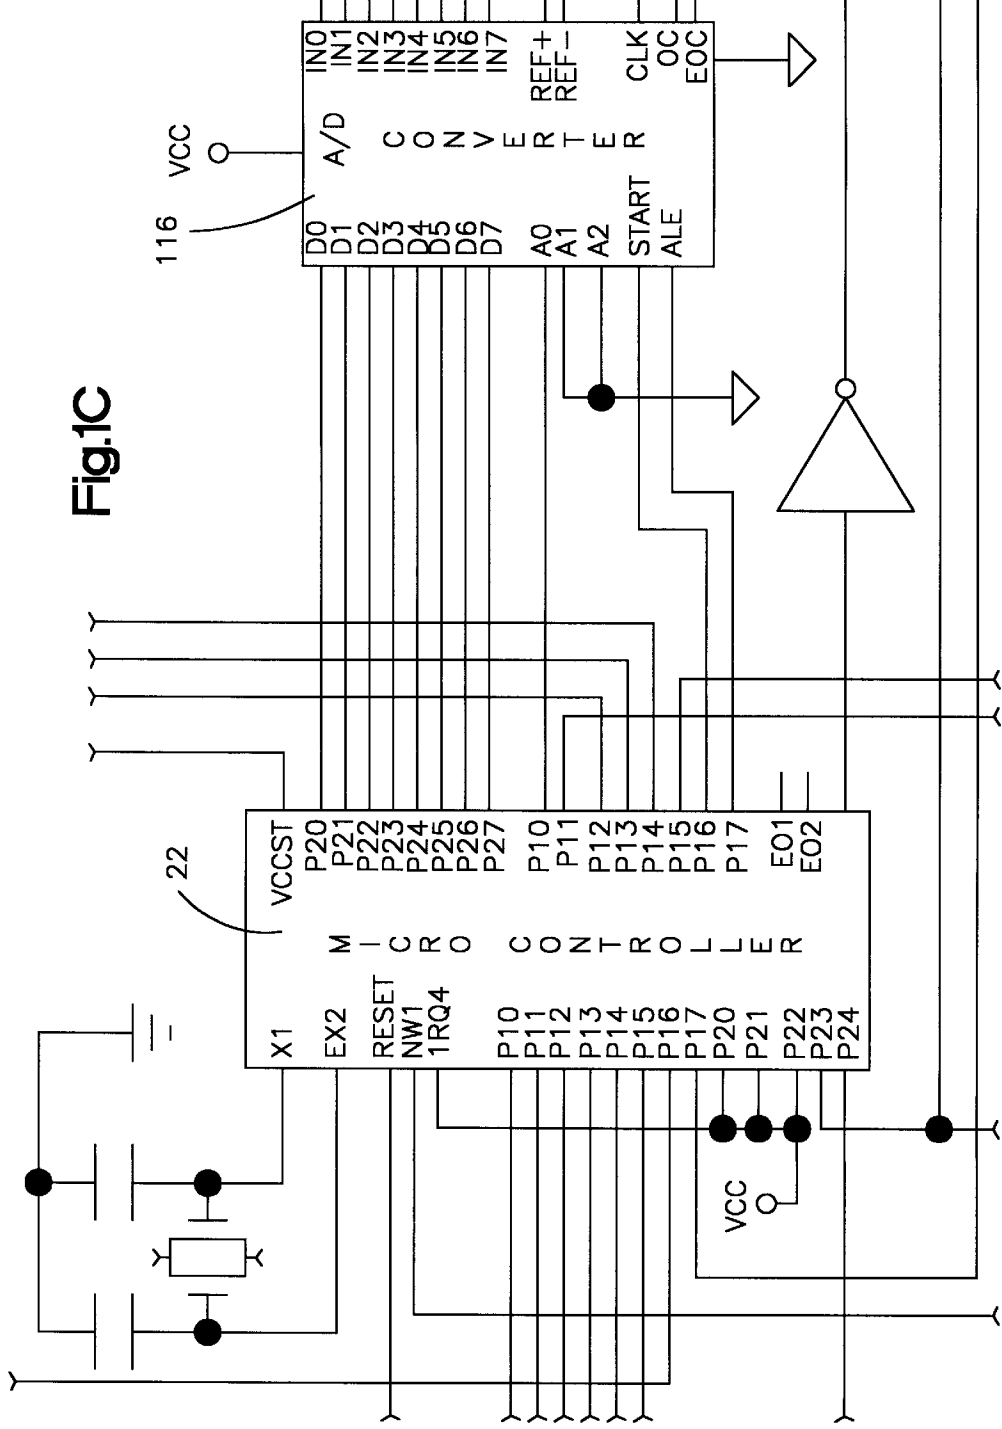 Fig.1C
22
X1
EX2
RESET
NW1
1RQ4
P10
P11
P12
P13
P14
P15
P16
P17
P20
P21
P22
P23
P24
VCC
MICRO CONTROLLER
VCCST
P20
P21
P22
P23
P24
P25
P26
P27
P10
P11
P12
P13
P14
P15
P16
P17
EO1
EO2
116
VCC
D0
D1
D2
D3
D4
D5
D6
D7
A0
A1
A2
START
ALE
A/D
CONVERTER
IN0
IN1
IN2
IN3
IN4
IN5
IN6
IN7
REF+
REF-
CLK
OC
EOC